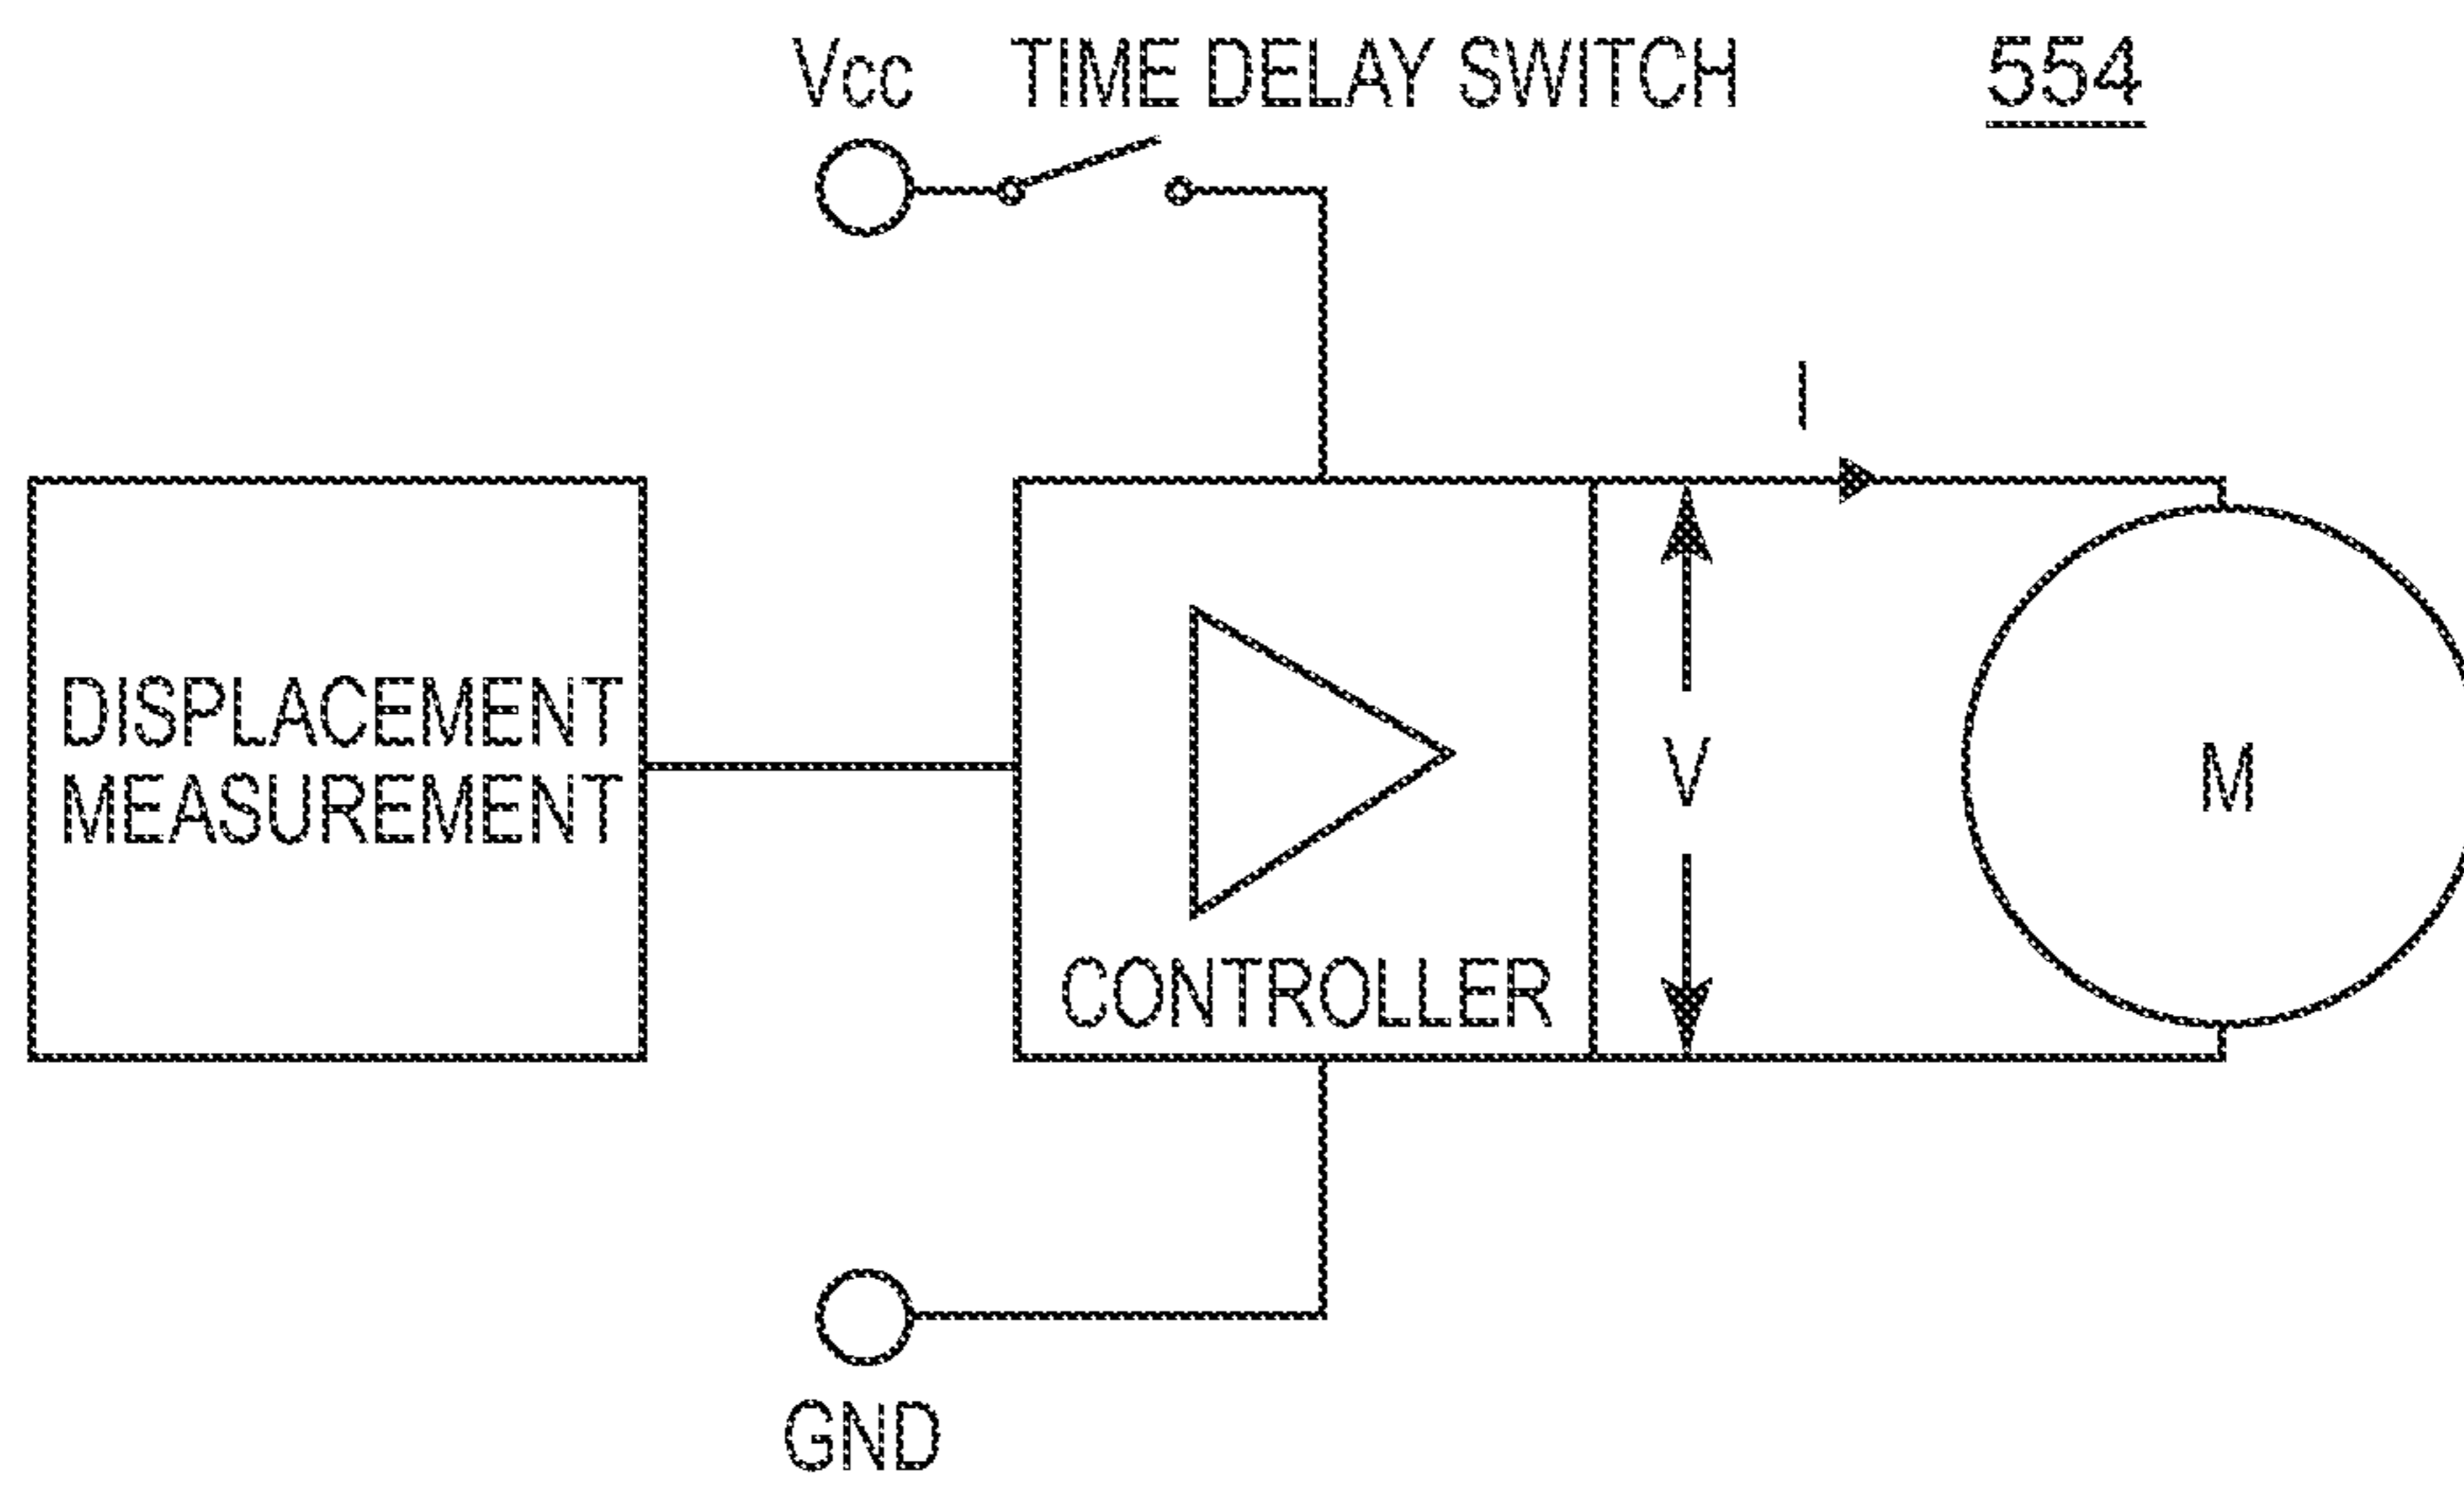 Vcc TIME DELAY SWITCH 554
I
DISPLACEMENT
MEASUREMENT
V
M
CONTROLLER
GND